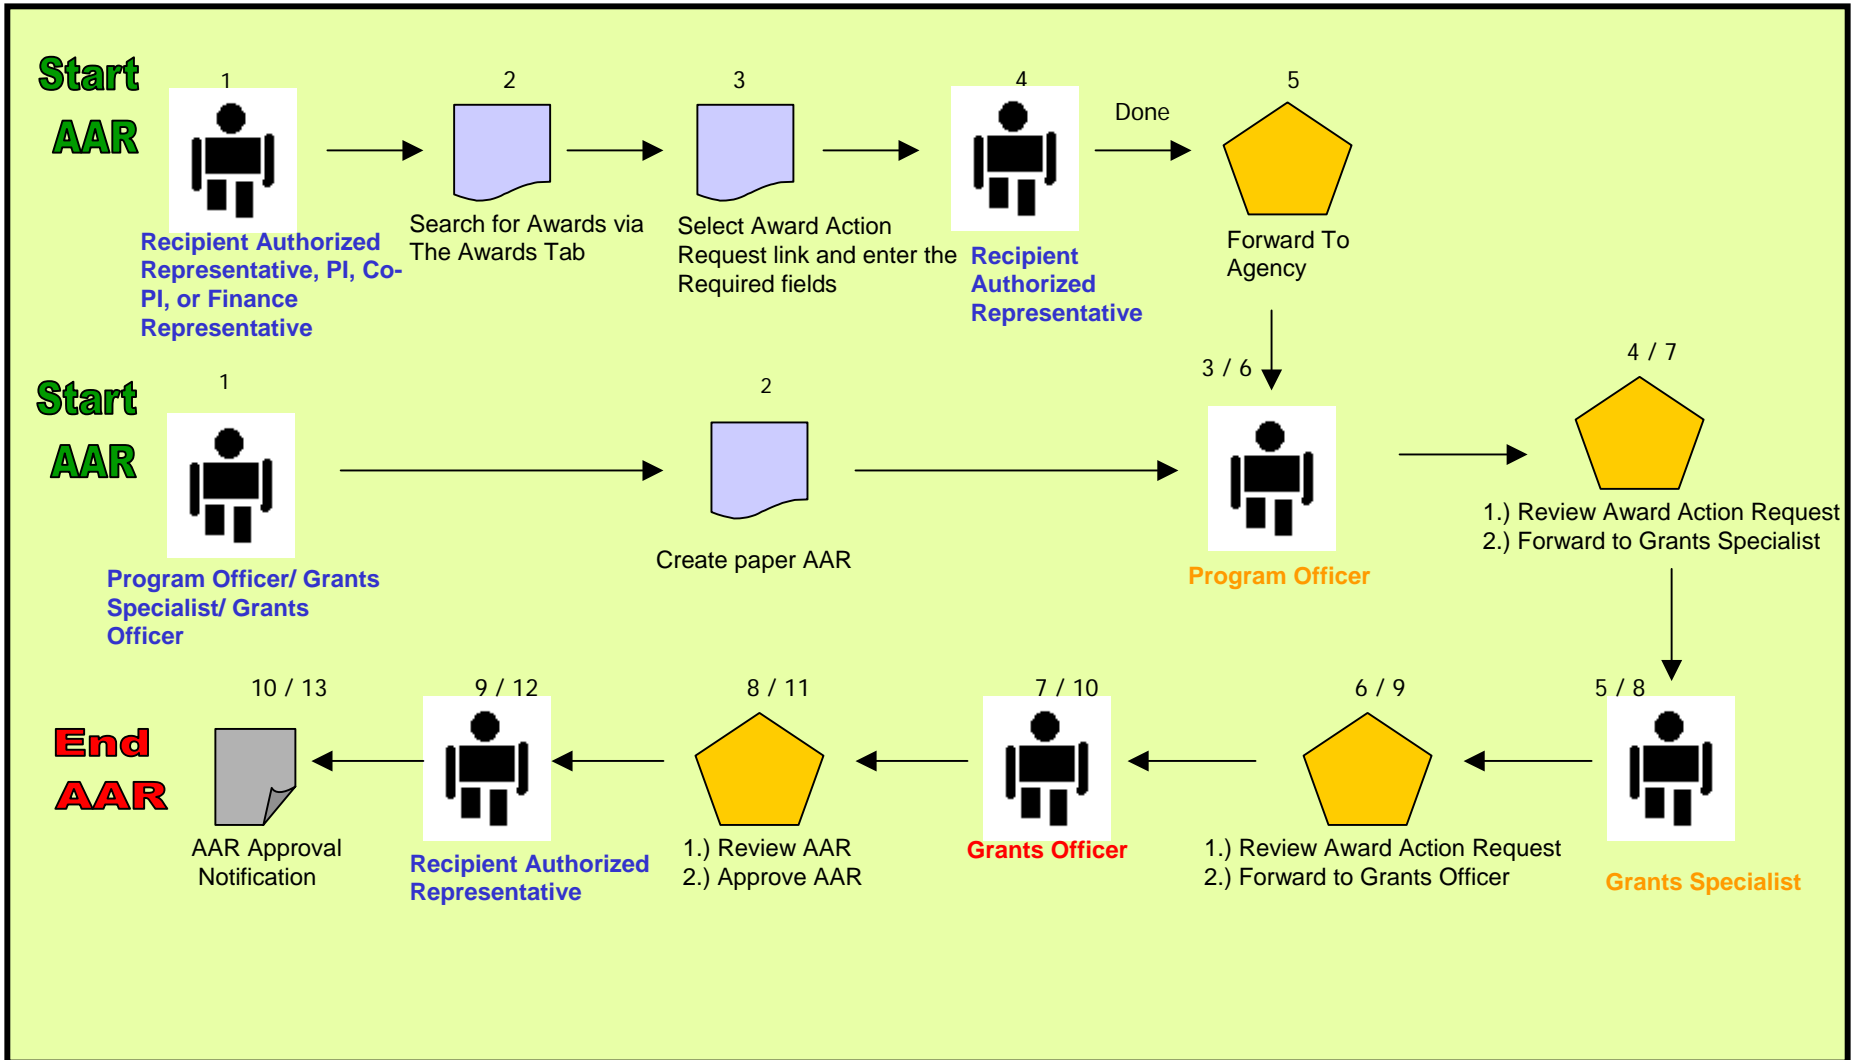 Start
AAR
1
2
3
4
Done
5
Recipient Authorized
Representative, PI, Co-
PI, or Finance
Representative
Search for Awards via
The Awards Tab
Select Award Action
Request link and enter the
Required fields
Recipient
Authorized
Representative
Forward To
Agency
Start
AAR
1
2
3 / 6
4 / 7
Program Officer/ Grants
Specialist/ Grants
Officer
Create paper AAR
Program Officer
1.) Review Award Action Request
2.) Forward to Grants Specialist
End
AAR
10 / 13
9 / 12
8 / 11
7 / 10
6 / 9
5 / 8
AAR Approval
Notification
Recipient Authorized
Representative
1.) Review AAR
2.) Approve AAR
Grants Officer
1.) Review Award Action Request
2.) Forward to Grants Officer
Grants Specialist